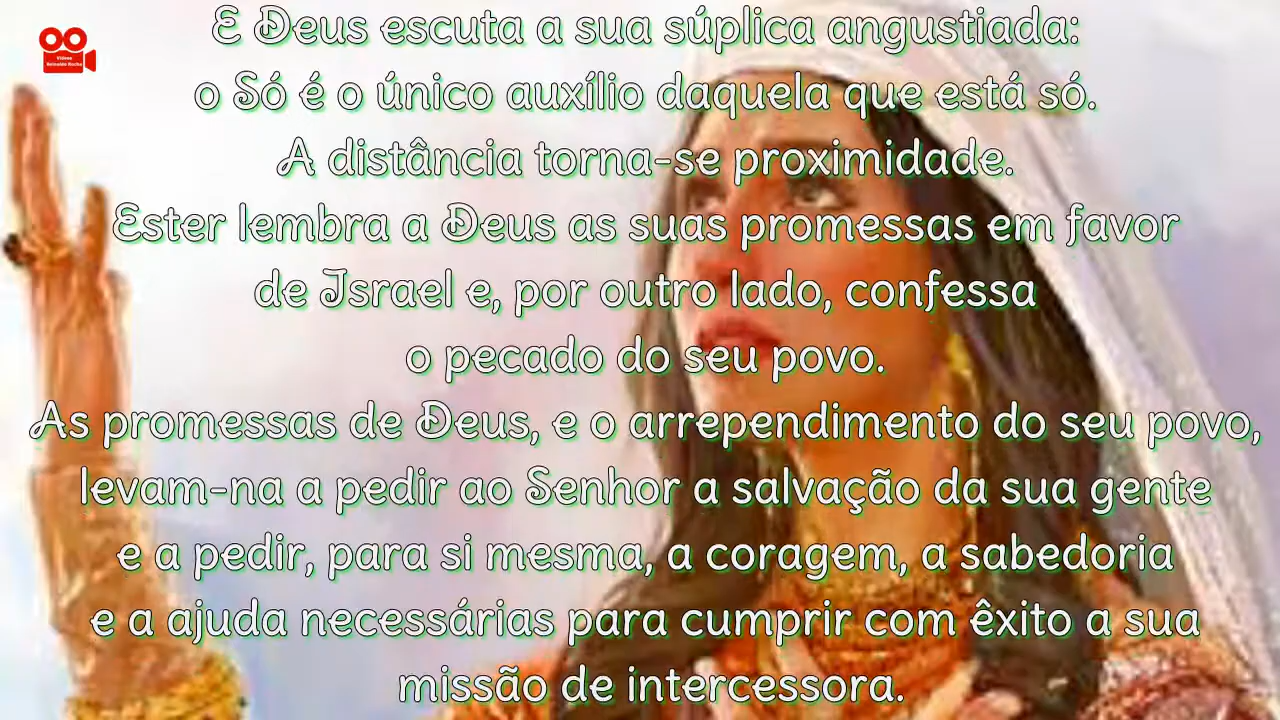 E Deus escuta a sua súplica angustiada:
o Só é o único auxílio daquela que está só.
A distância torna-se proximidade.
Ester lembra a Deus as suas promessas em favor
de Israel e, por outro lado, confessa
o pecado do seu povo.
As promessas de Deus, e o arrependimento do seu povo,
levam-na a pedir ao Senhor a salvação da sua gente
e a pedir, para si mesma, a coragem, a sabedoria
e a ajuda necessárias para cumprir com êxito a sua
missão de intercessora.
Vídeos
Reinaldo Rocha